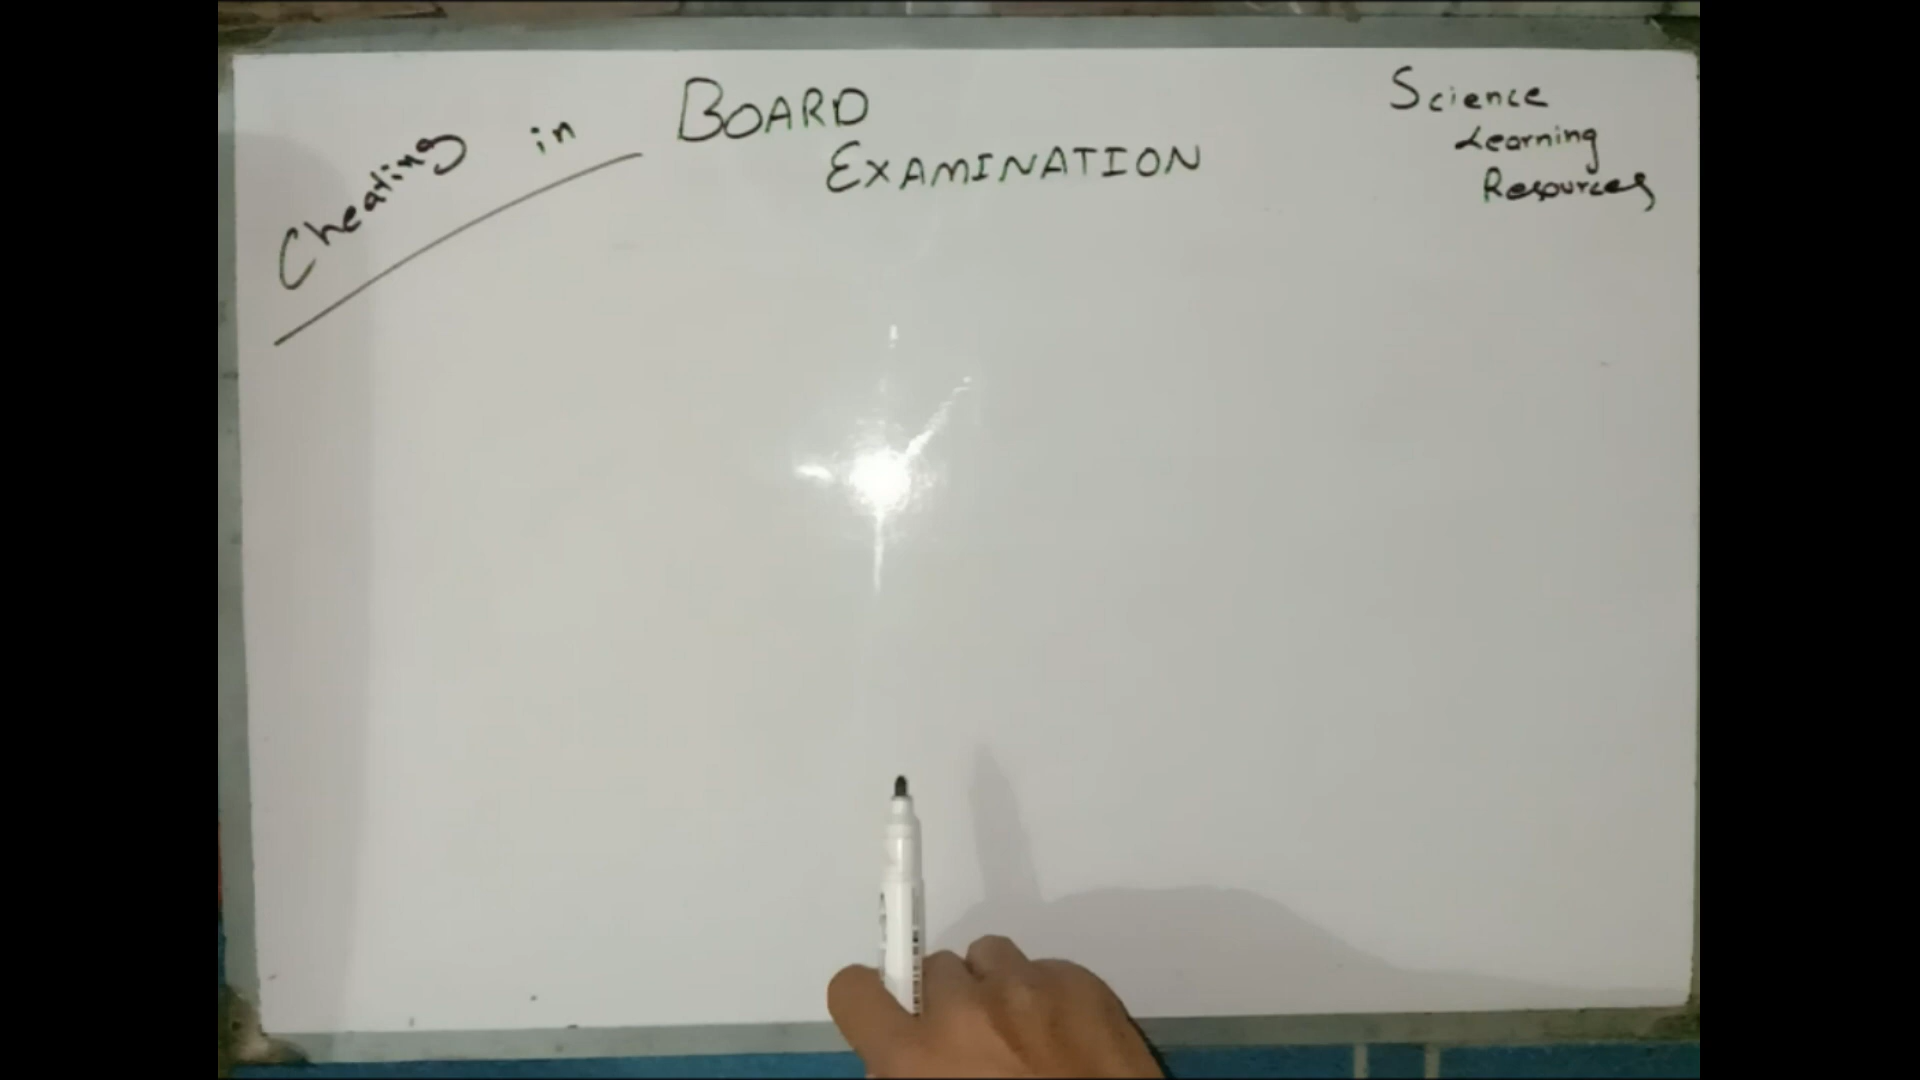 Cheating in BOARD
EXAMINATION
Science
Learning
Resources